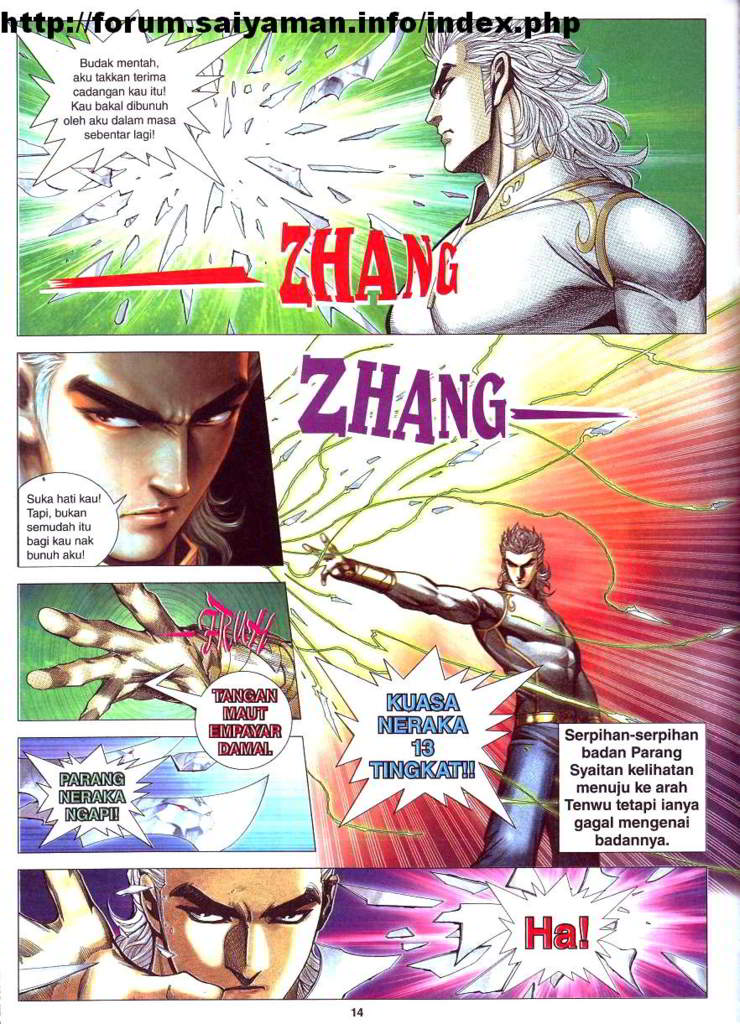 http://forum.saiyaman.info/index.php
Budak mentah,
aku takkan terima
cadangan kau itu!
Kau bakal dibunuh
oleh aku dalam masa
sebentar lagi!
ZHANG
ZHANG
Suka hati kau!
Tapi, bukan
semudah itu
bagi kau nak
bunuh aku!
TANGAN
MAUT
EMPAYAR
DAMAI.
KUASA
NERAKA
13
TINGKAT!!
Serpihan-serpihan
badan Parang
Syaitan kelihatan
menuju ke arah
Tenwu tetapi ianya
gagal mengenai
badannya.
PARANG
NERAKA
NGAPI!
Ha!
14